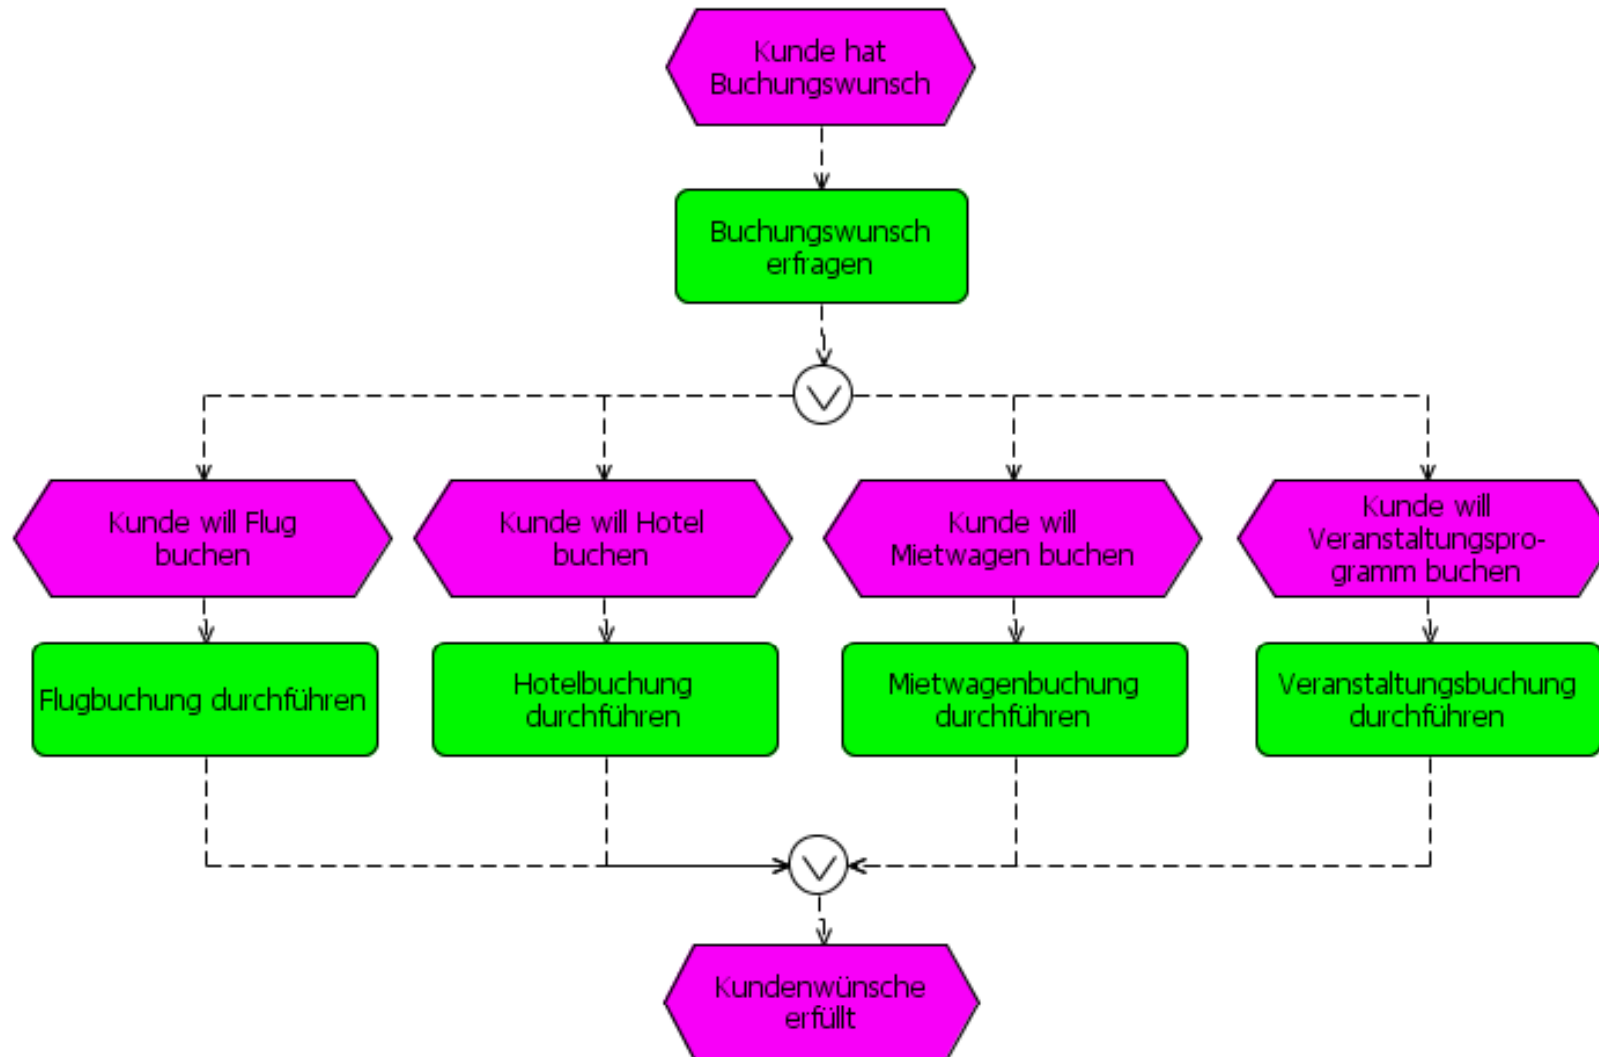 Kunde hat
Buchungswunsch
Buchungswunsch
erfragen
Kunde will Flug
buchen
Kunde will Hotel
buchen
Kunde will
Mietwagen buchen
Kunde will
Veranstaltungspro-
gramm buchen
Flugbuchung durchführen
Hotelbuchung
durchführen
Mietwagenbuchung
durchführen
Veranstaltungsbuchung
durchführen
Kundenwünsche
erfüllt